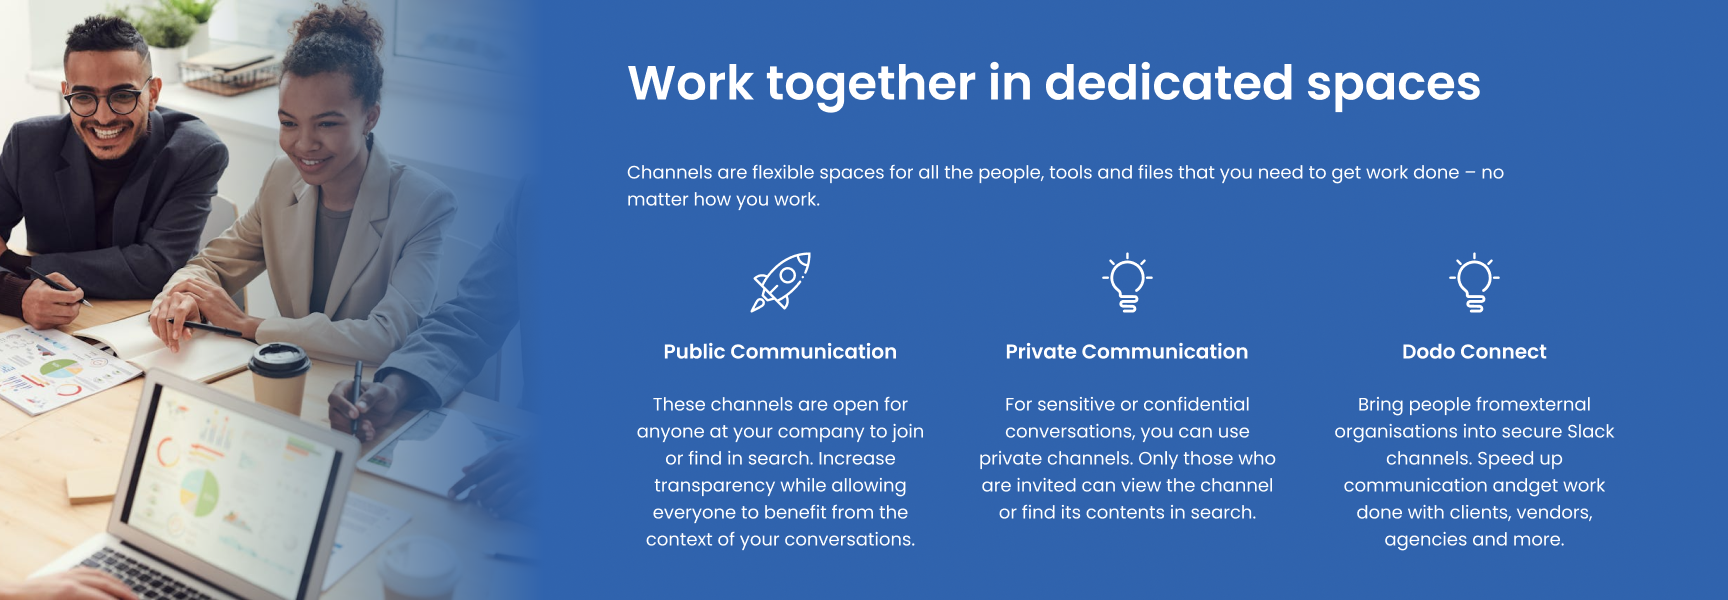 Work together in dedicated spaces
Channels are flexible spaces for all the people, tools and files that you need to get work done – no
matter how you work.
Public Communication
These channels are open for
anyone at your company to join
or find in search. Increase
transparency while allowing
everyone to benefit from the
context of your conversations.
Private Communication
For sensitive or confidential
conversations, you can use
private channels. Only those who
are invited can view the channel
or find its contents in search.
Dodo Connect
Bring people fromexternal
organisations into secure Slack
channels. Speed up
communication andget work
done with clients, vendors,
agencies and more.